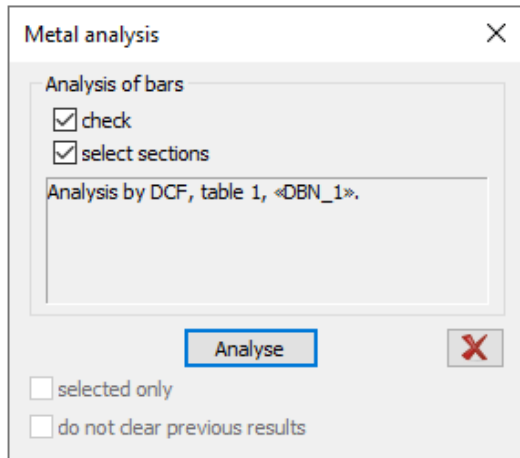 Metal analysis
Analysis of bars
check
select sections
Analysis by DCF, table 1, «DBN_1».
Analyse
selected only
do not clear previous results